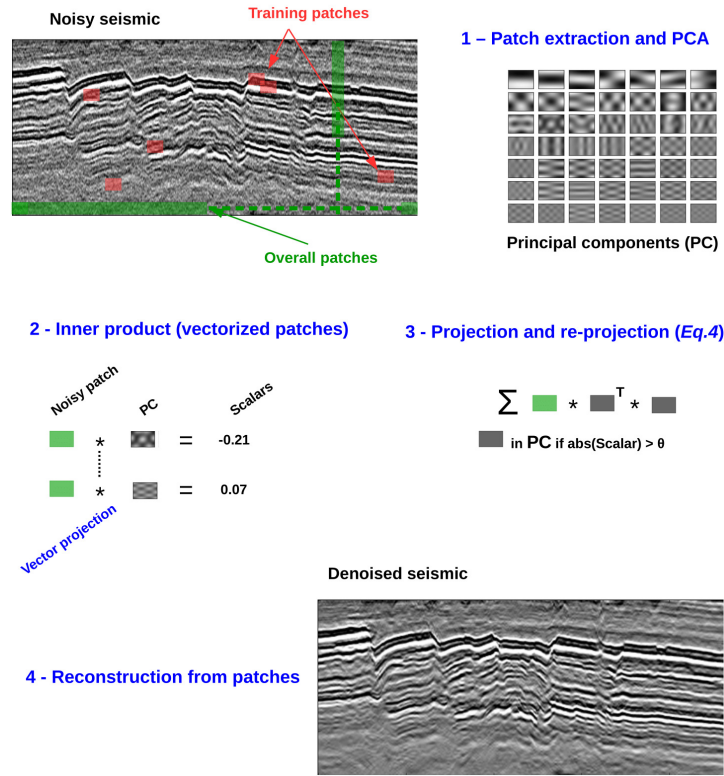 Noisy seismic
Training patches
1 – Patch extraction and PCA
Overall patches
Principal components (PC)
2 - Inner product (vectorized patches)
3 - Projection and re-projection (Eq.4)
Noisy patch
PC
Scalars
* = -0.21
* = 0.07
Vector projection
Σ * T *
in PC if abs(Scalar) > θ
Denoised seismic
4 - Reconstruction from patches